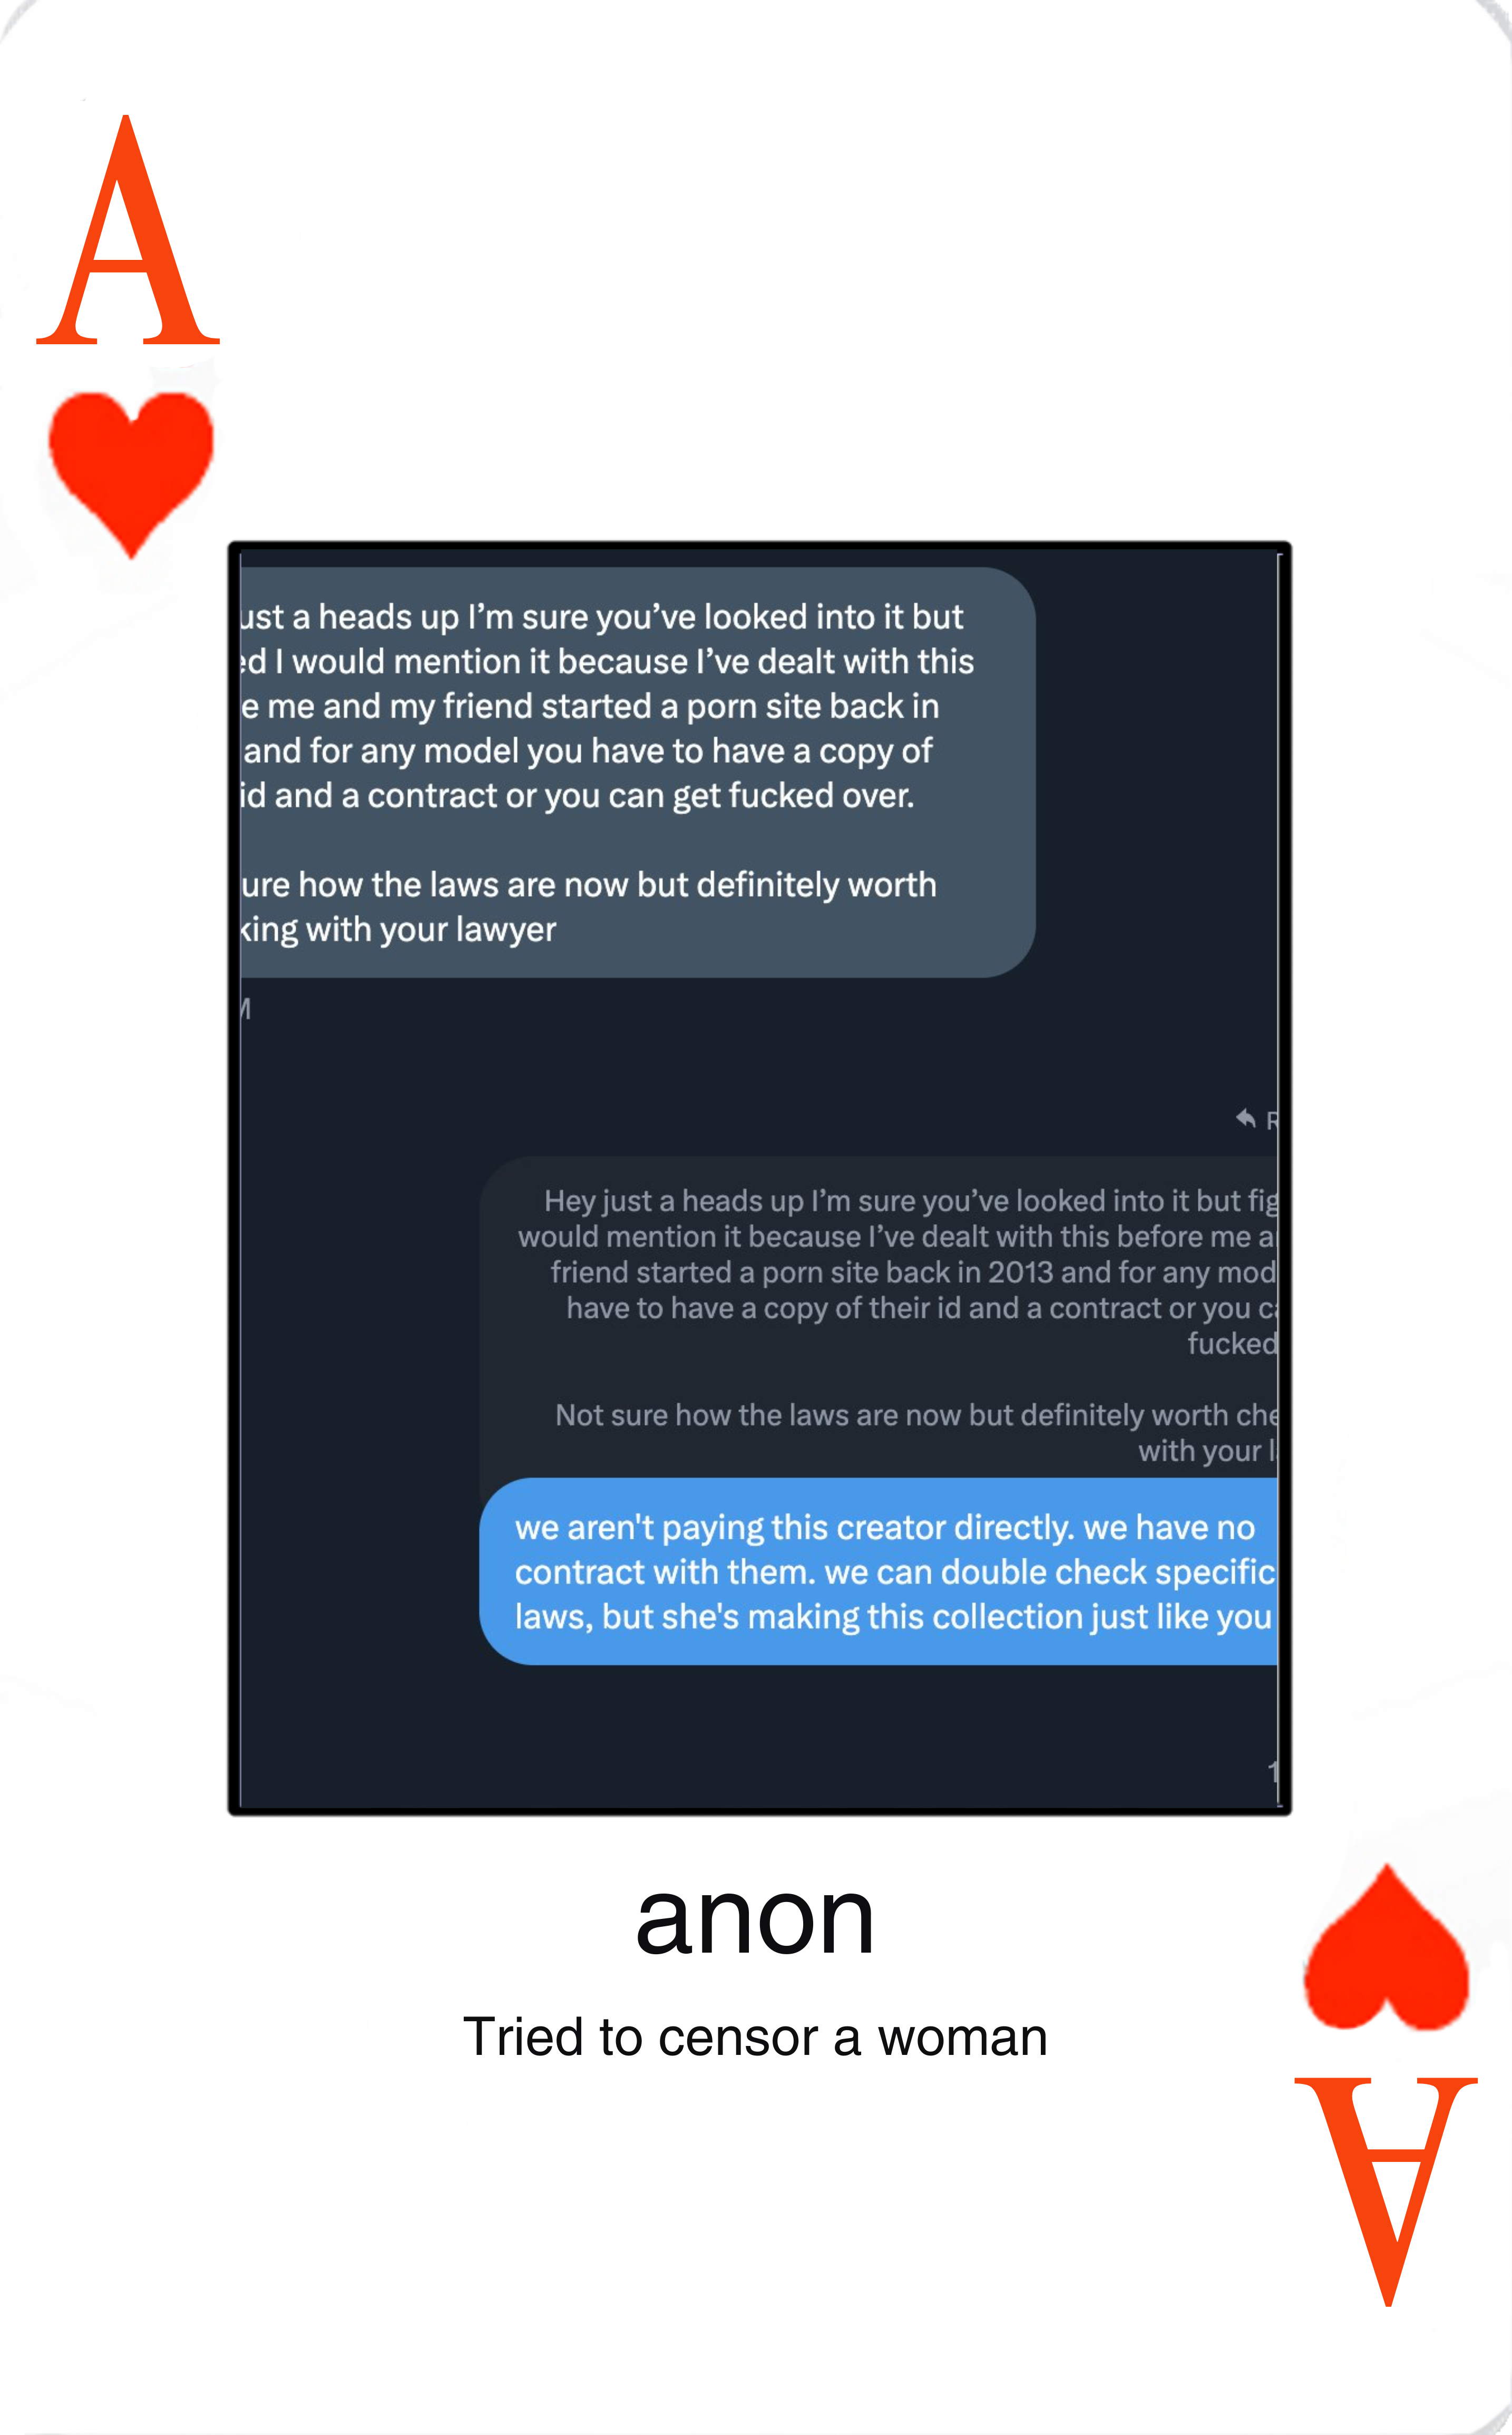 A
ust a heads up I'm sure you've looked into it but
ed I would mention it because I've dealt with this
e me and my friend started a porn site back in
and for any model you have to have a copy of
id and a contract or you can get fucked over.
ure how the laws are now but definitely worth
king with your lawyer
M
R
Hey just a heads up I'm sure you've looked into it but fig
would mention it because I've dealt with this before me a
friend started a porn site back in 2013 and for any mod
have to have a copy of their id and a contract or you ca
fucked
Not sure how the laws are now but definitely worth che
with your l
we aren't paying this creator directly. we have no
contract with them. we can double check specific
laws, but she's making this collection just like you
1
anon
Tried to censor a woman
A